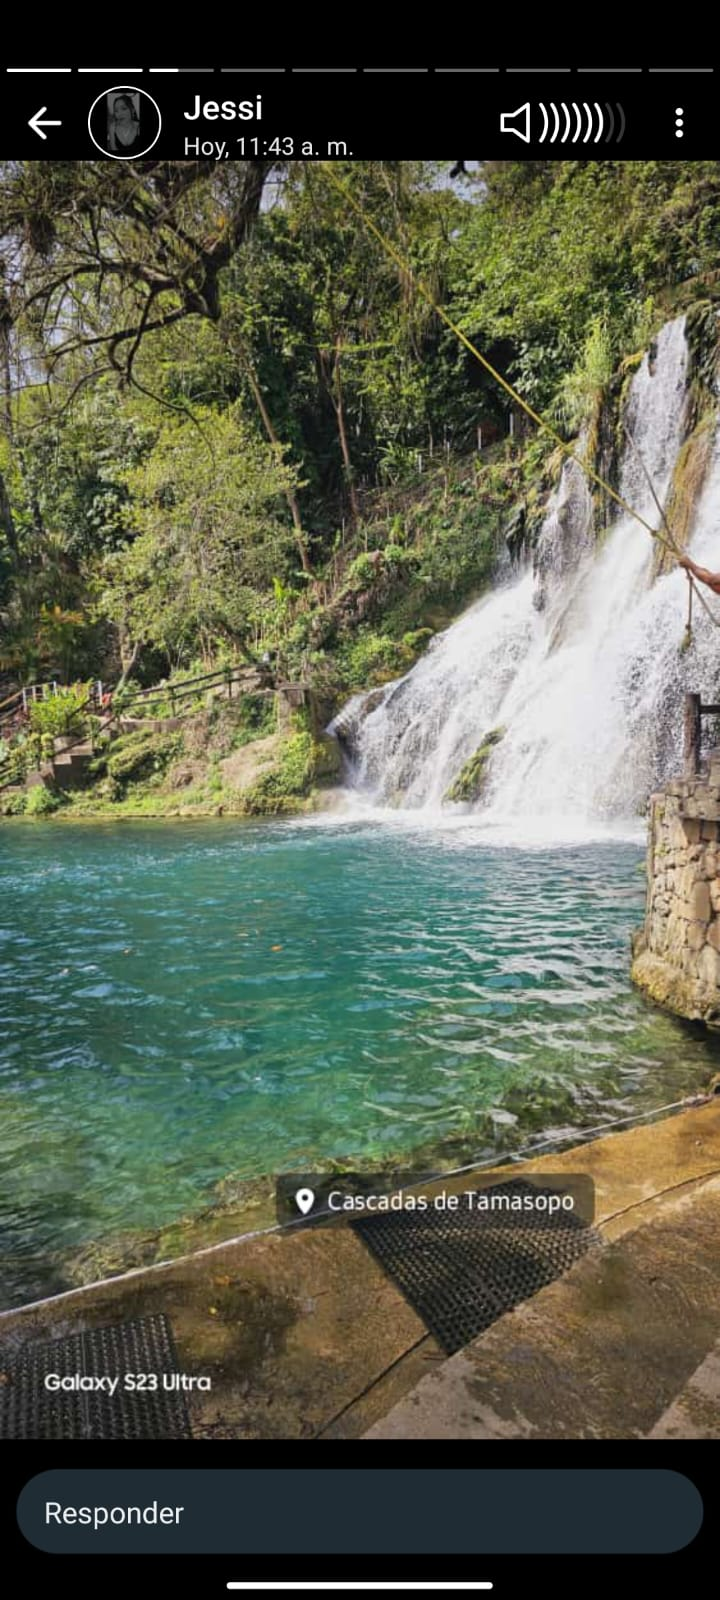 Jessi
Hoy, 11:43 a. m.
Cascadas de Tamasopo
Galaxy S23 Ultra
Responder